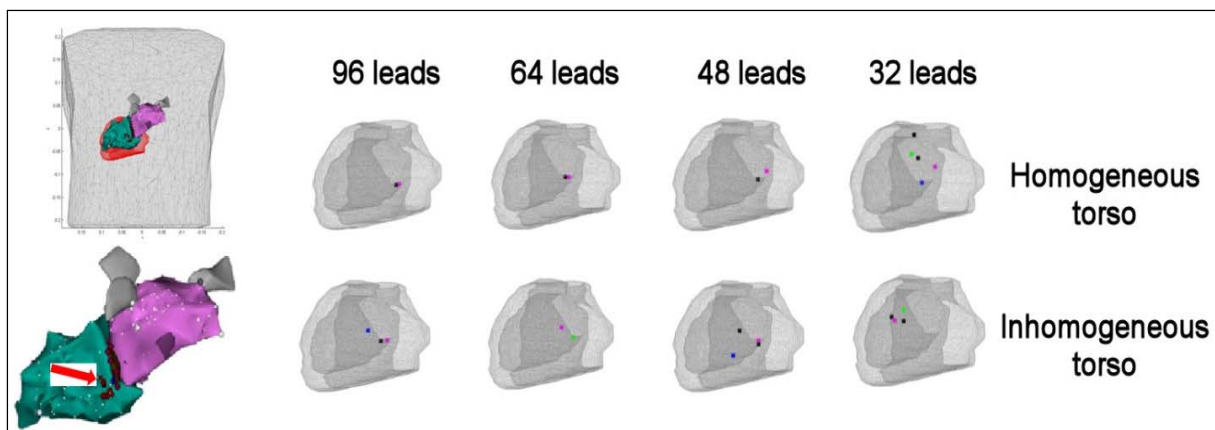 96 leads
64 leads
48 leads
32 leads
Homogeneous
torso
Inhomogeneous
torso